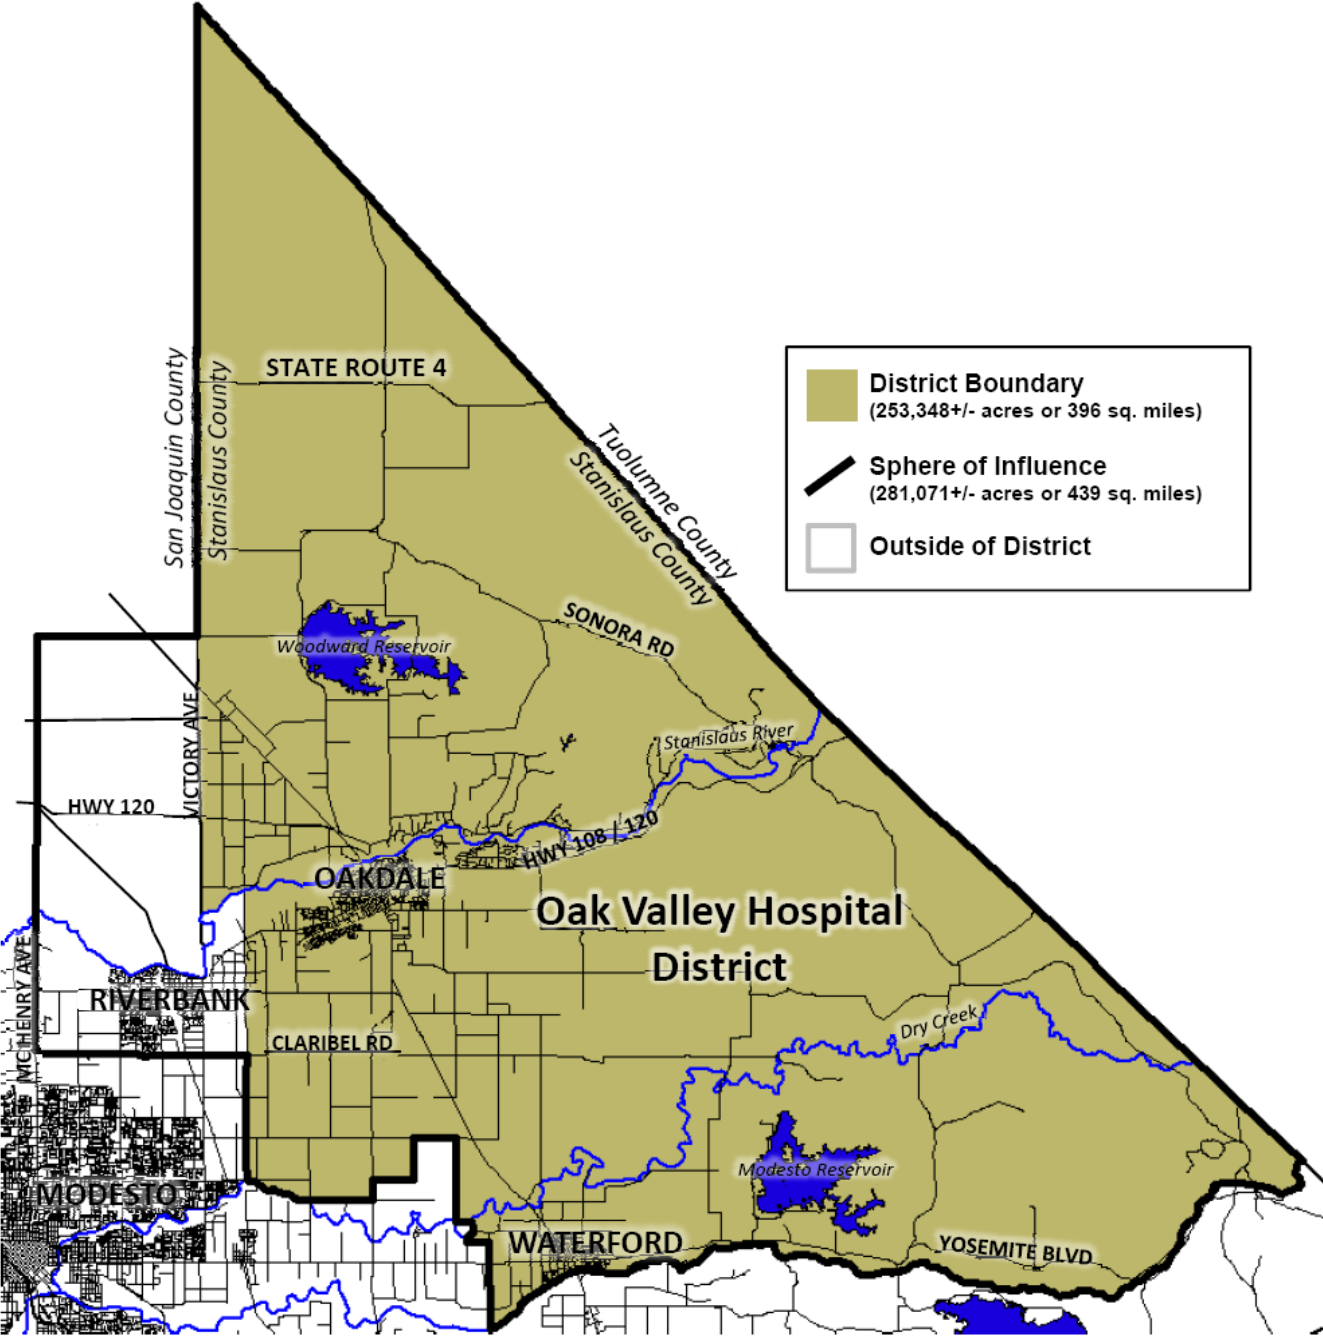 STATE ROUTE 4
San Joaquin County
Stanislaus County
Tuolumne County
Stanislaus County
District Boundary
(253,348+/- acres or 396 sq. miles)
Sphere of Influence
(281,071+/- acres or 439 sq. miles)
Outside of District
SONORA RD
Woodward Reservoir
VICTORY AVE
Stanislaus River
HWY 120
HWY 108 / 120
OAKDALE
Oak Valley Hospital
District
MCHENRY AVE
RIVERBANK
Dry Creek
CLARIBEL RD
Modesto Reservoir
MODESTO
WATERFORD
YOSEMITE BLVD